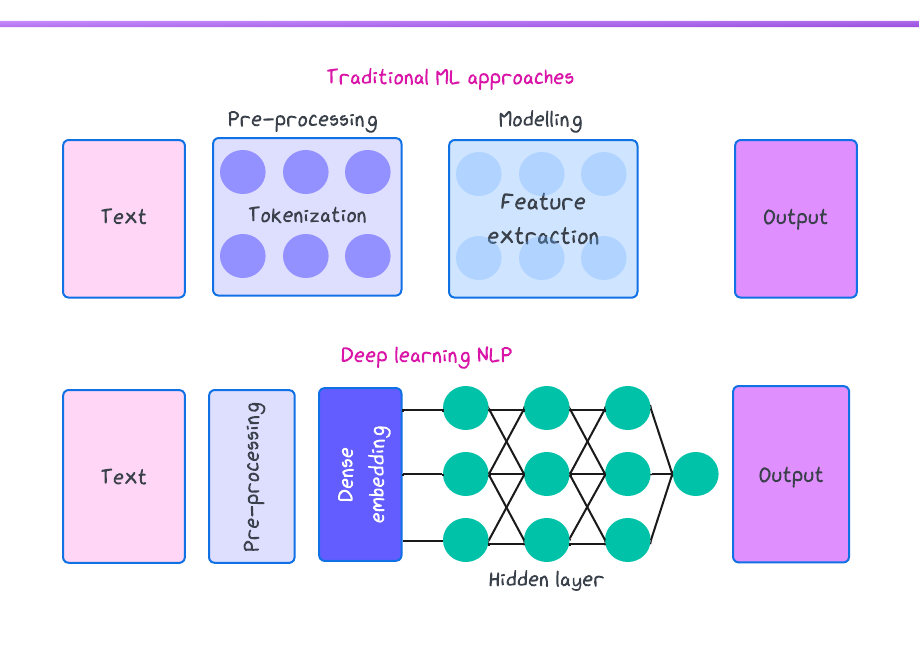 Traditional ML approaches
Pre-processing
Modelling
Text
Tokenization
Feature
extraction
Output
Deep learning NLP
Text
Pre-processing
Dense
embedding
Output
Hidden layer